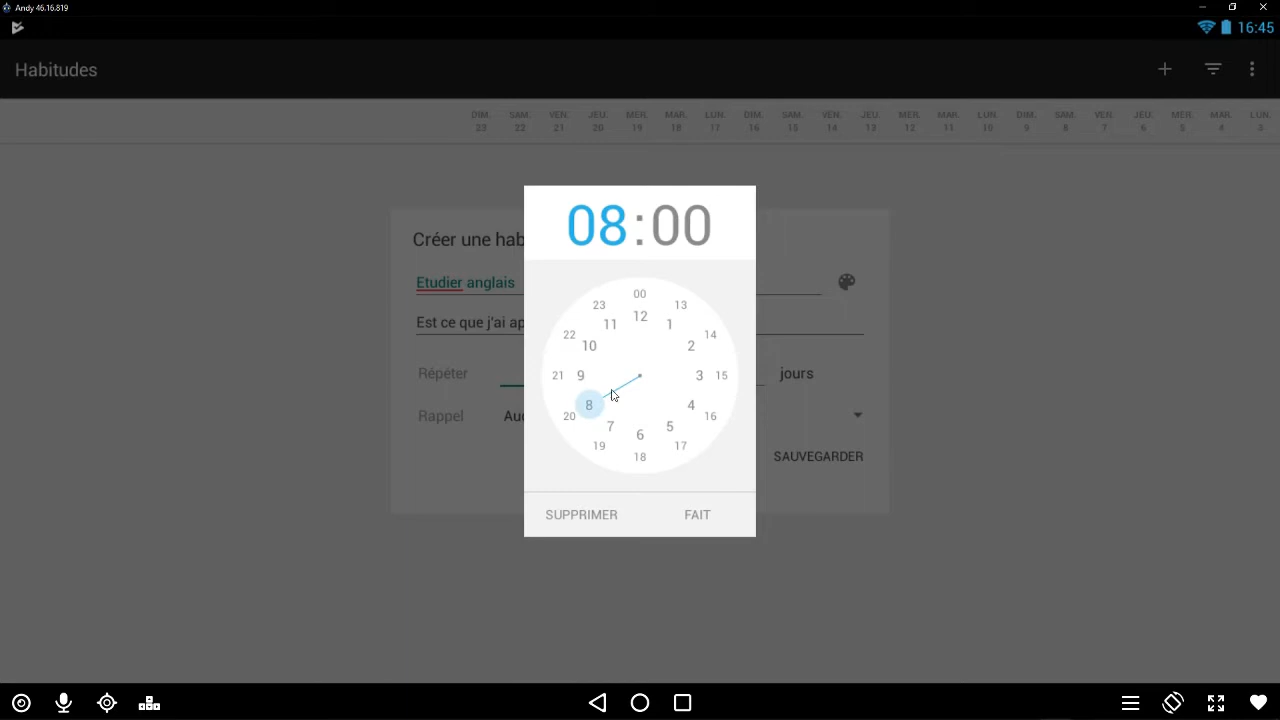 Andy 46.16.819
16:45
Habitudes
DIM. SAM. VEN. JEU. MER. MAR. LUN. DIM. SAM. VEN. JEU. MER. MAR. LUN. DIM. SAM. VEN. JEU. MER. MAR. LUN.
23 22 21 20 19 18 17 16 15 14 13 12 11 10 9 8 7 6 5 4 3
08:00
Créer une hab
Etudier anglais
Est ce que j'ai ap
Répéter
jours
Rappel
Auc
SAUVEGARDER
00
23 13
12
11 1
22 14
10 2
21 9 3 15
8 4
20 16
7 5
6
19 17
18
SUPPRIMER FAIT